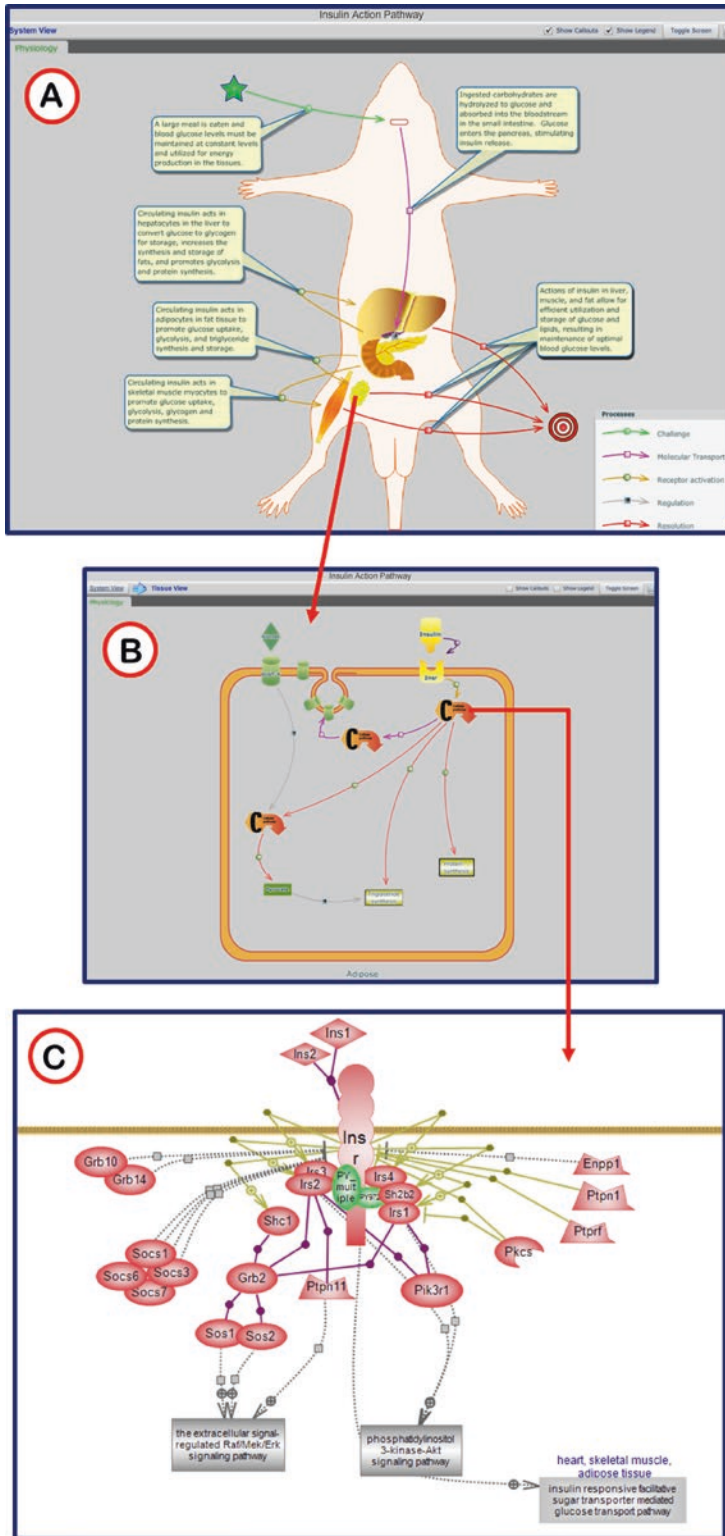 Insulin Action Pathway
System View
Show Callouts
Show Legend
Toggle Screen
Physiology
A
A large meal is eaten and
blood glucose levels must be
maintained at constant levels
and utilized for energy
production in the tissues.
Ingested carbohydrates are
hydrolyzed to glucose and
absorbed into the bloodstream
in the small intestine. Glucose
enters the pancreas, stimulating
insulin release.
Circulating insulin acts in
hepatocytes in the liver to
convert glucose to glycogen
for storage, increases the
synthesis and storage of
fats, and promotes glycolysis
and protein synthesis.
Circulating insulin acts in
adipocytes in fat tissue to
promote glucose uptake,
glycolysis, and triglyceride
synthesis and storage.
Circulating insulin acts in
skeletal muscle myocytes to
promote glucose uptake,
glycolysis, glycogen and
protein synthesis.
Actions of insulin in liver,
muscle, and fat allow for
efficient utilization and
storage of glucose and
lipids, resulting in
maintenance of optimal
blood glucose levels.
Processes
Challenge
Molecular Transport
Receptor activation
Regulation
Resolution
Insulin Action Pathway
System View
Tissue View
Show Callouts
Show Legend
Toggle Screen
Physiology
B
Insulin
Insr
synthesis
synthesis
Adipose
C
Ins1
Ins2
Ins
r
Grb10
Grb14
Irs3
Irs2
PY_
mult
iple
PY972
Irs4
Sh2b2
Irs1
Enpp1
Ptpn1
Ptprf
Pkcs
Shc1
Socs1
Socs6
Socs3
Socs7
Grb2
Ptpn11
Pik3r1
Sos1
Sos2
the extracellular signal-
regulated Raf/Mek/Erk
signaling pathway
phosphatidylinositol
3-kinase-Akt
signaling pathway
heart, skeletal muscle,
adipose tissue
insulin responsive facilitative
sugar transporter mediated
glucose transport pathway